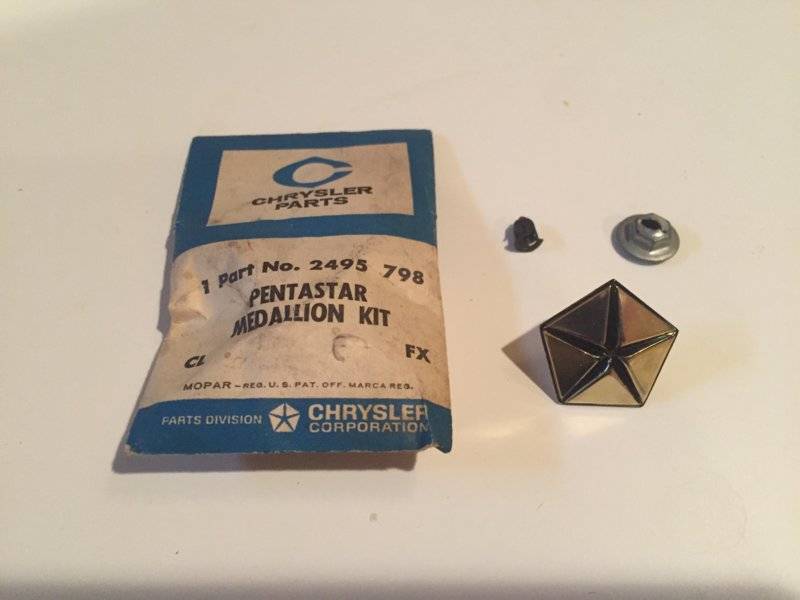 CHRYSLER
PARTS
1 Part No. 2495 798
PENTASTAR
MEDALLION KIT
CL FX
MOPAR – REG. U.S. PAT. OFF. MARCA REG.
PARTS DIVISION CHRYSLER
CORPORATION